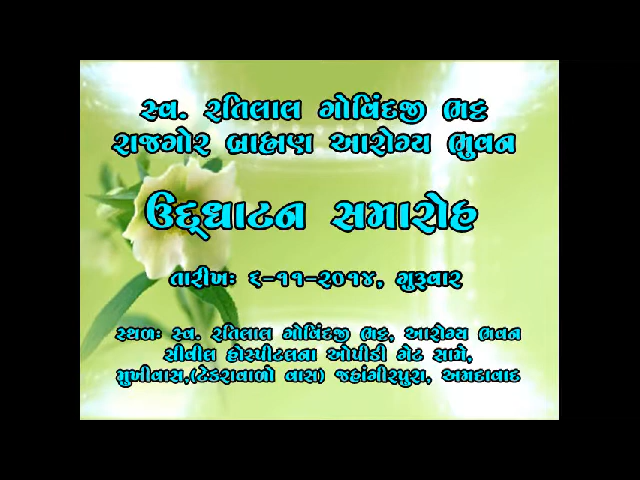 સ્વ. રતિલાલ ગોવિંદજી ભટ્ટ
રાજગોર બ્રાહ્મણ આરોગ્ય ભુવન
ઉદ્‌ઘાટન સમારોહ
તારીખઃ ૬-૧૧-૨૦૧૪, ગુરૂવાર
સ્થળઃ સ્વ. રતિલાલ ગોવિંદજી ભટ્ટ, આરોગ્ય ભવન
સીવીલ હોસ્પીટલના ઓપીડી ગેટ સામે,
મુખીવાસ,(ટેકરાવાળો વાસ) જહાંગીરપુરા, અમદાવાદ